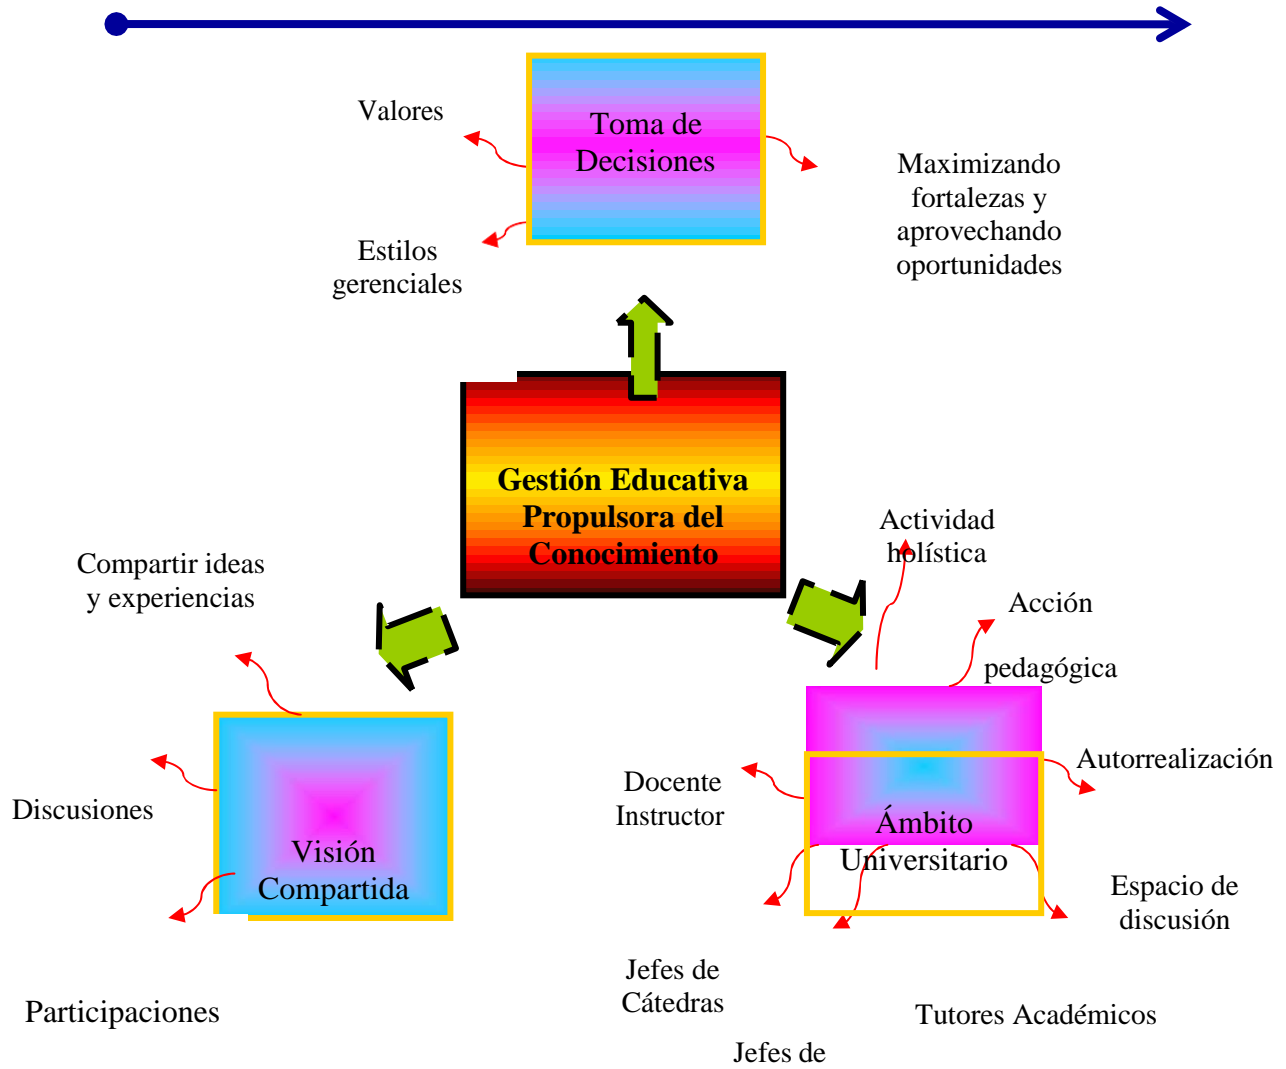 Valores
Toma de
Decisiones
Maximizando
fortalezas y
aprovechando
oportunidades
Estilos
gerenciales
Gestión Educativa
Propulsora del
Conocimiento
Actividad
holística
Compartir ideas
y experiencias
Acción
pedagógica
Autorrealización
Docente
Instructor
Discusiones
Ámbito
Universitario
Visión
Compartida
Espacio de
discusión
Jefes de
Cátedras
Participaciones
Tutores Académicos
Jefes de